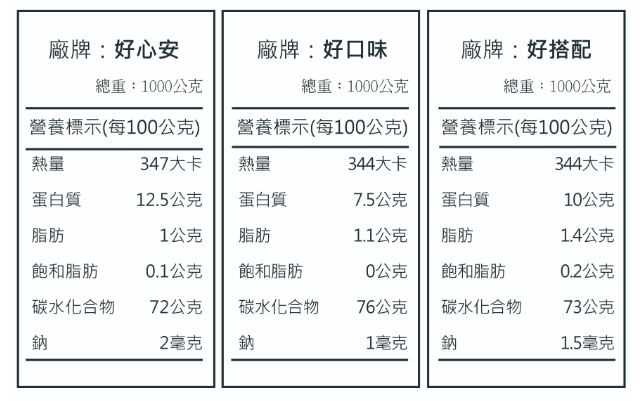 廠牌：好心安
總重：1000公克
營養標示(每100公克)
熱量 347大卡
蛋白質 12.5公克
脂肪 1公克
飽和脂肪 0.1公克
碳水化合物 72公克
鈉 2毫克
廠牌：好口味
總重：1000公克
營養標示(每100公克)
熱量 344大卡
蛋白質 7.5公克
脂肪 1.1公克
飽和脂肪 0公克
碳水化合物 76公克
鈉 1毫克
廠牌：好搭配
總重：1000公克
營養標示(每100公克)
熱量 344大卡
蛋白質 10公克
脂肪 1.4公克
飽和脂肪 0.2公克
碳水化合物 73公克
鈉 1.5毫克